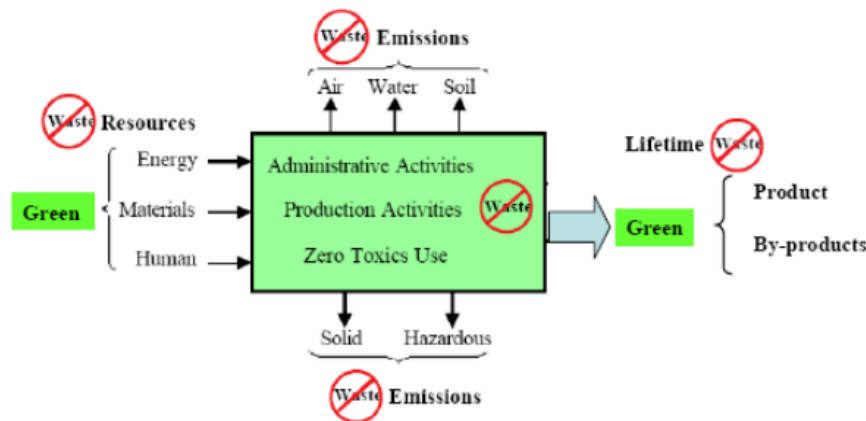 Waste Emissions
Air Water Soil
Waste Resources
Lifetime Waste
Energy
Materials
Human
Green
Administrative Activities
Production Activities Waste
Zero Toxics Use
Green
Product
By-products
Solid Hazardous
Waste Emissions